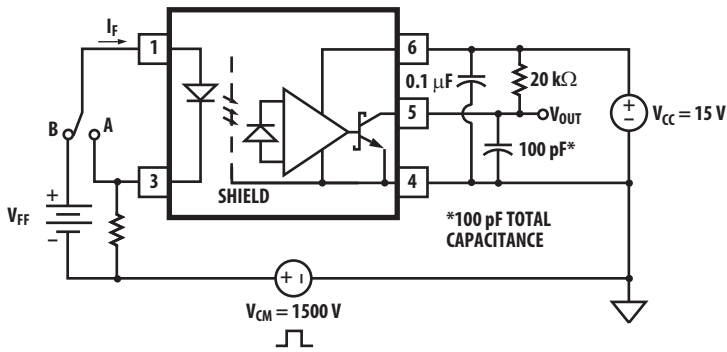 I_F
1
6
0.1 μF
20 kΩ
B
A
5
V_OUT
V_CC = 15 V
+
−
100 pF*
3
SHIELD
4
V_FF
+
−
*100 pF TOTAL
CAPACITANCE
+
−
V_CM = 1500 V